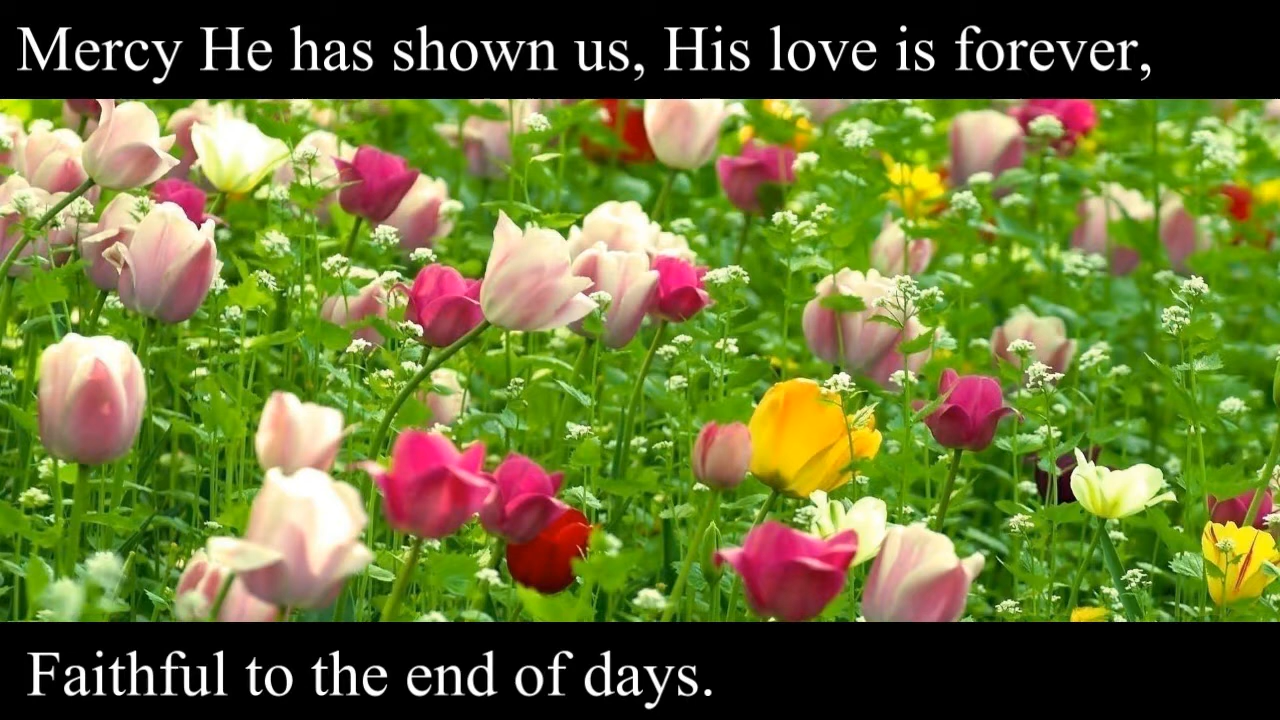 Mercy He has shown us, His love is forever,
Faithful to the end of days.